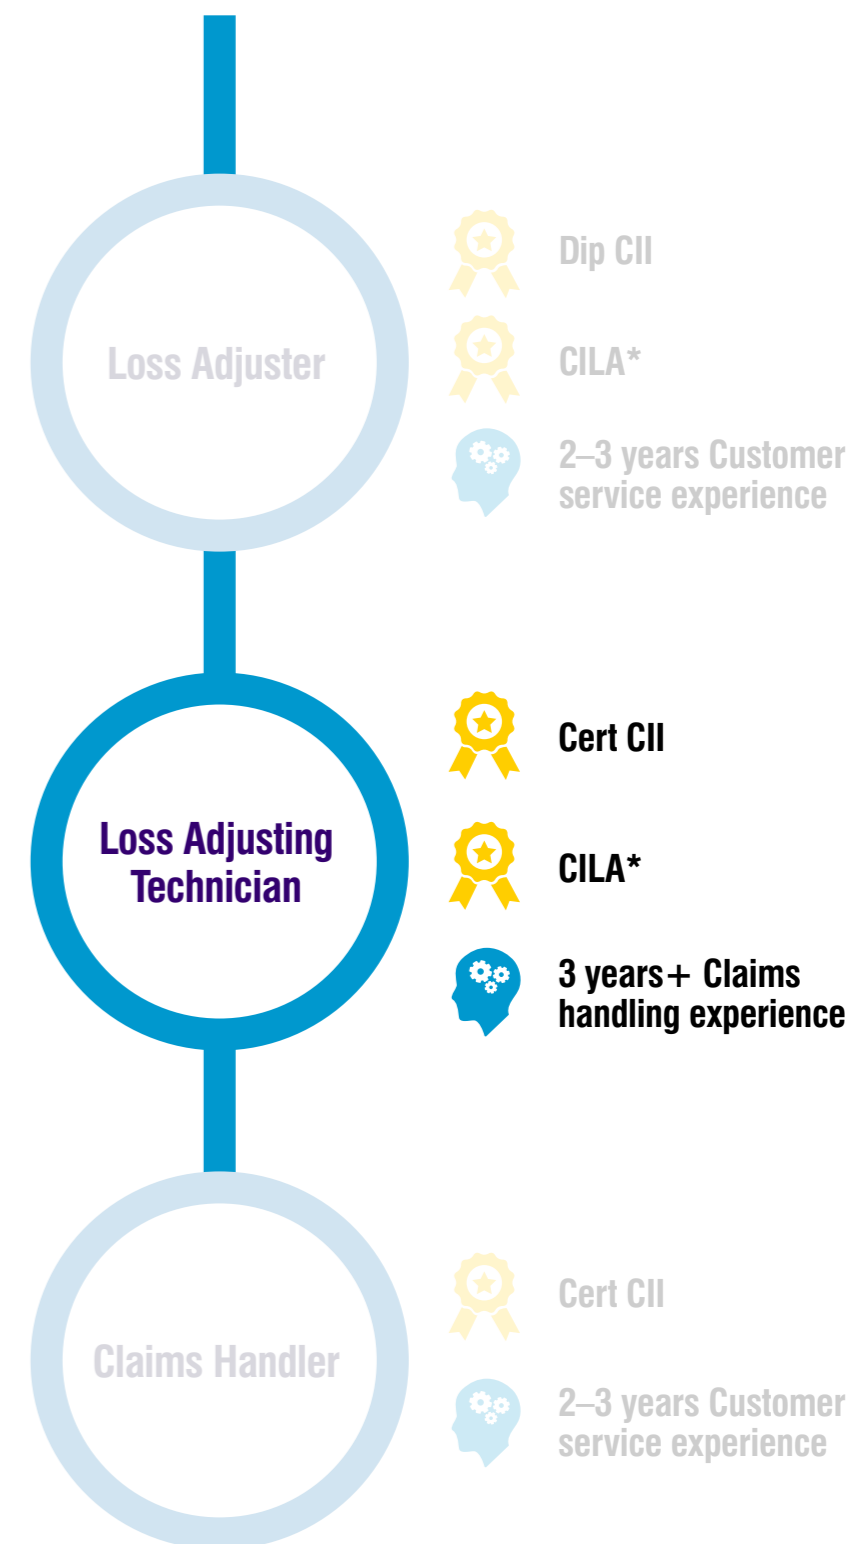 Loss Adjuster
Dip CII
CILA*
2–3 years Customer
service experience
Loss Adjusting
Technician
Cert CII
CILA*
3 years+ Claims
handling experience
Claims Handler
Cert CII
2–3 years Customer
service experience